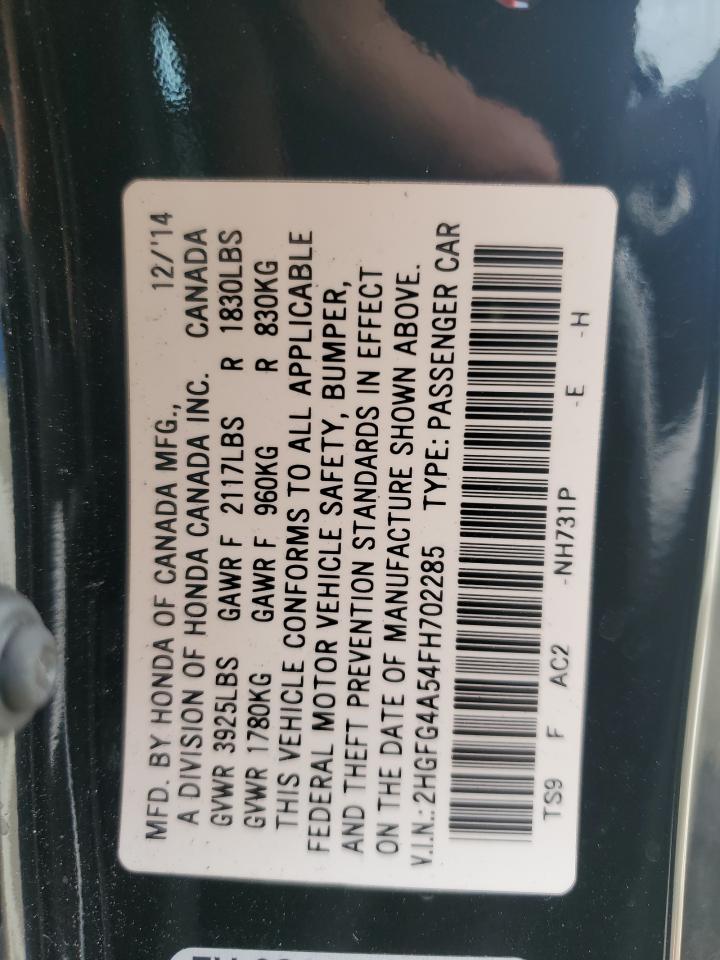 MFD. BY HONDA OF CANADA MFG., 12/'14
A DIVISION OF HONDA CANADA INC. CANADA
GVWR 3925LBS GAWR F 2117LBS R 1830LBS
GVWR 1780KG GAWR F 960KG R 830KG
THIS VEHICLE CONFORMS TO ALL APPLICABLE
FEDERAL MOTOR VEHICLE SAFETY, BUMPER,
AND THEFT PREVENTION STANDARDS IN EFFECT
ON THE DATE OF MANUFACTURE SHOWN ABOVE.
V.I.N.: 2HGFG4A54FH702285 TYPE: PASSENGER CAR
TS9 F AC2 -NH731P -E -H